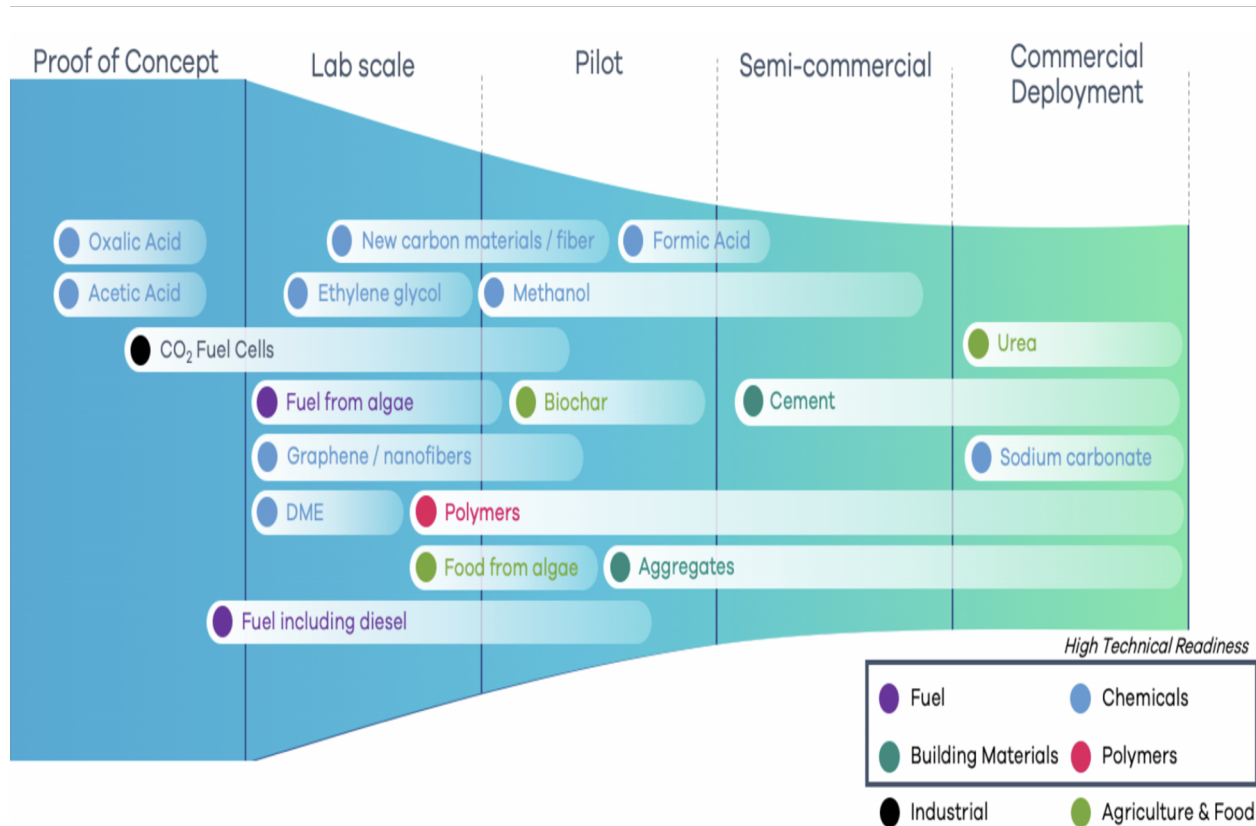 Proof of Concept
Lab scale
Pilot
Semi-commercial
Commercial
Deployment
Oxalic Acid
New carbon materials / fiber
Formic Acid
Acetic Acid
Ethylene glycol
Methanol
CO₂ Fuel Cells
Urea
Fuel from algae
Biochar
Cement
Graphene / nanofibers
Sodium carbonate
DME
Polymers
Food from algae
Aggregates
Fuel including diesel
High Technical Readiness
Fuel
Chemicals
Building Materials
Polymers
Industrial
Agriculture & Food